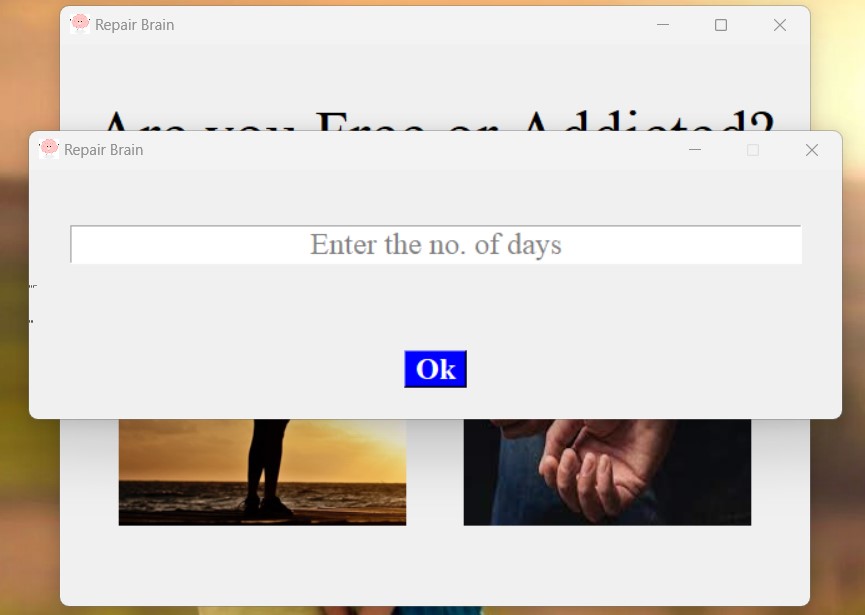 Repair Brain
Are you Free or Addicted?
Repair Brain
Enter the no. of days
Ok